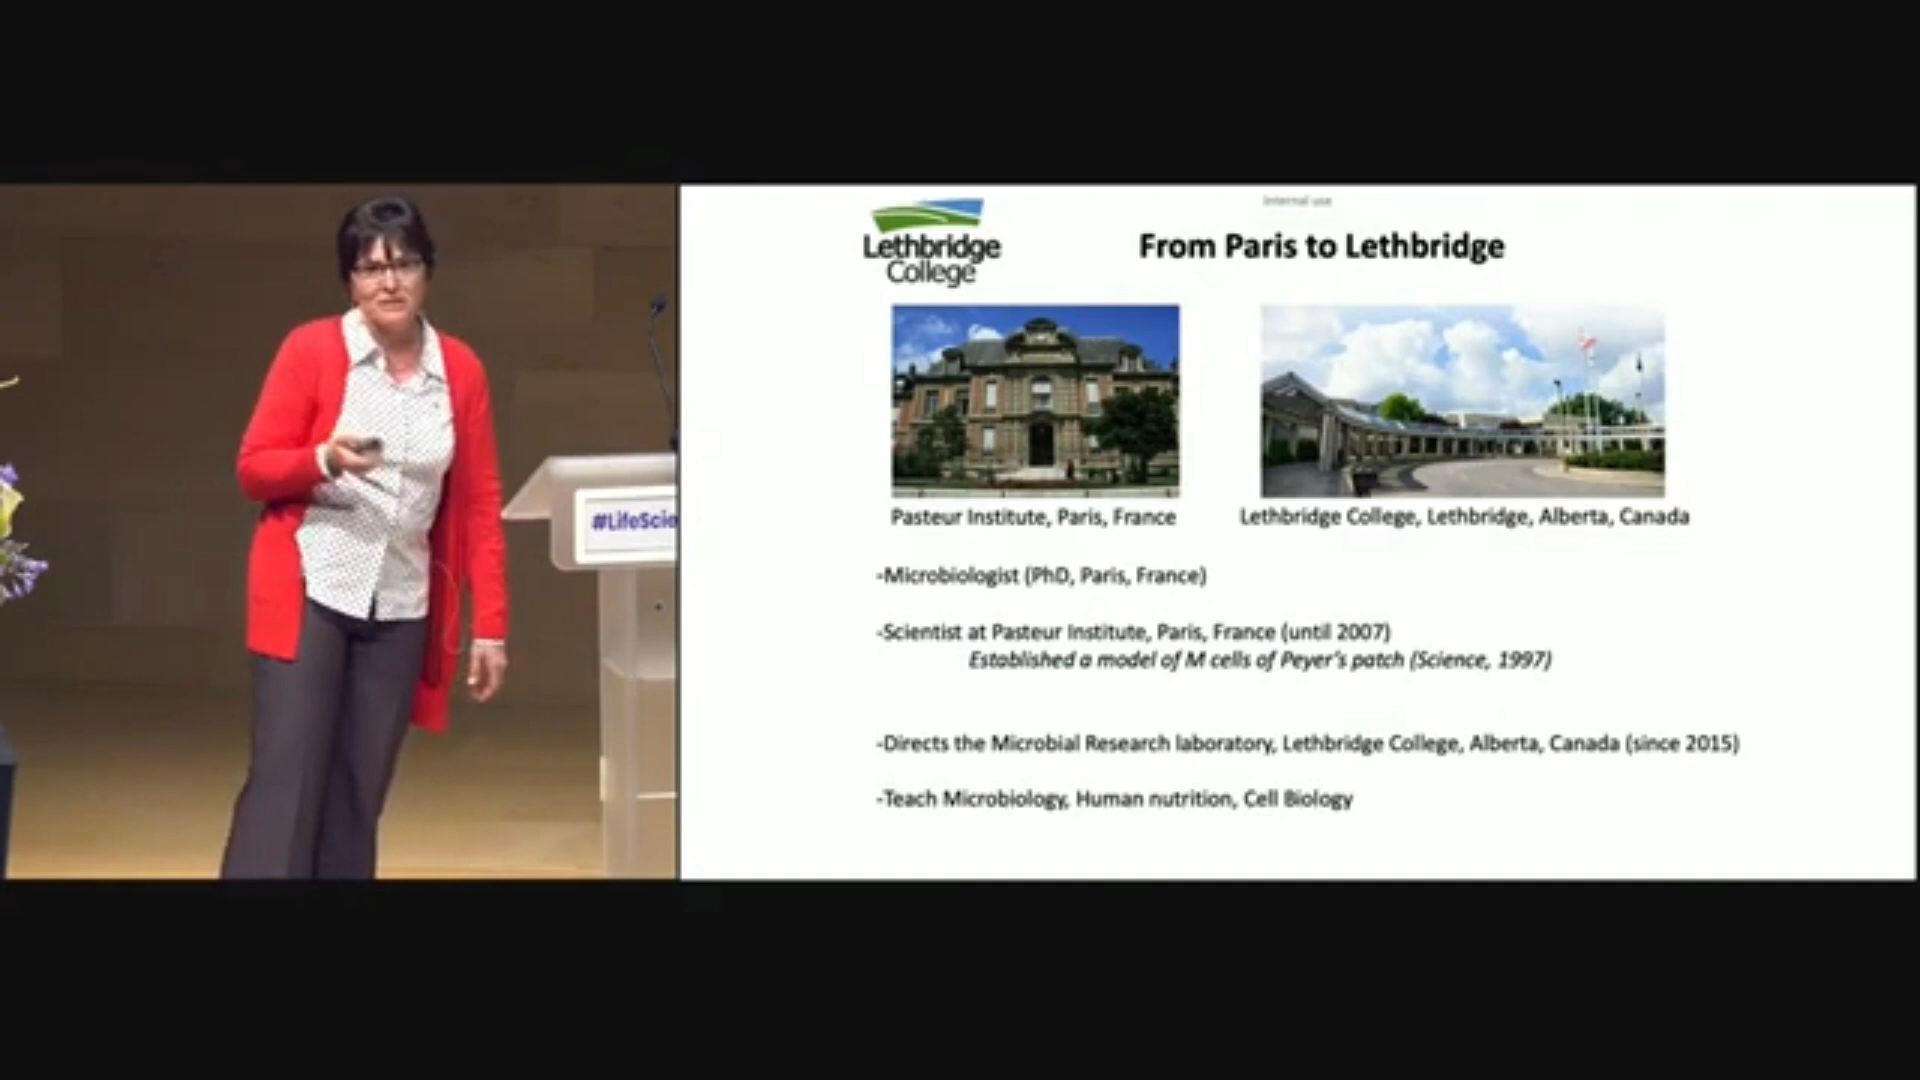 #LifeScie
Internal use
Lethbridge
College
From Paris to Lethbridge
Pasteur Institute, Paris, France
Lethbridge College, Lethbridge, Alberta, Canada
-Microbiologist (PhD, Paris, France)
-Scientist at Pasteur Institute, Paris, France (until 2007)
Established a model of M cells of Peyer's patch (Science, 1997)
-Directs the Microbial Research laboratory, Lethbridge College, Alberta, Canada (since 2015)
-Teach Microbiology, Human nutrition, Cell Biology